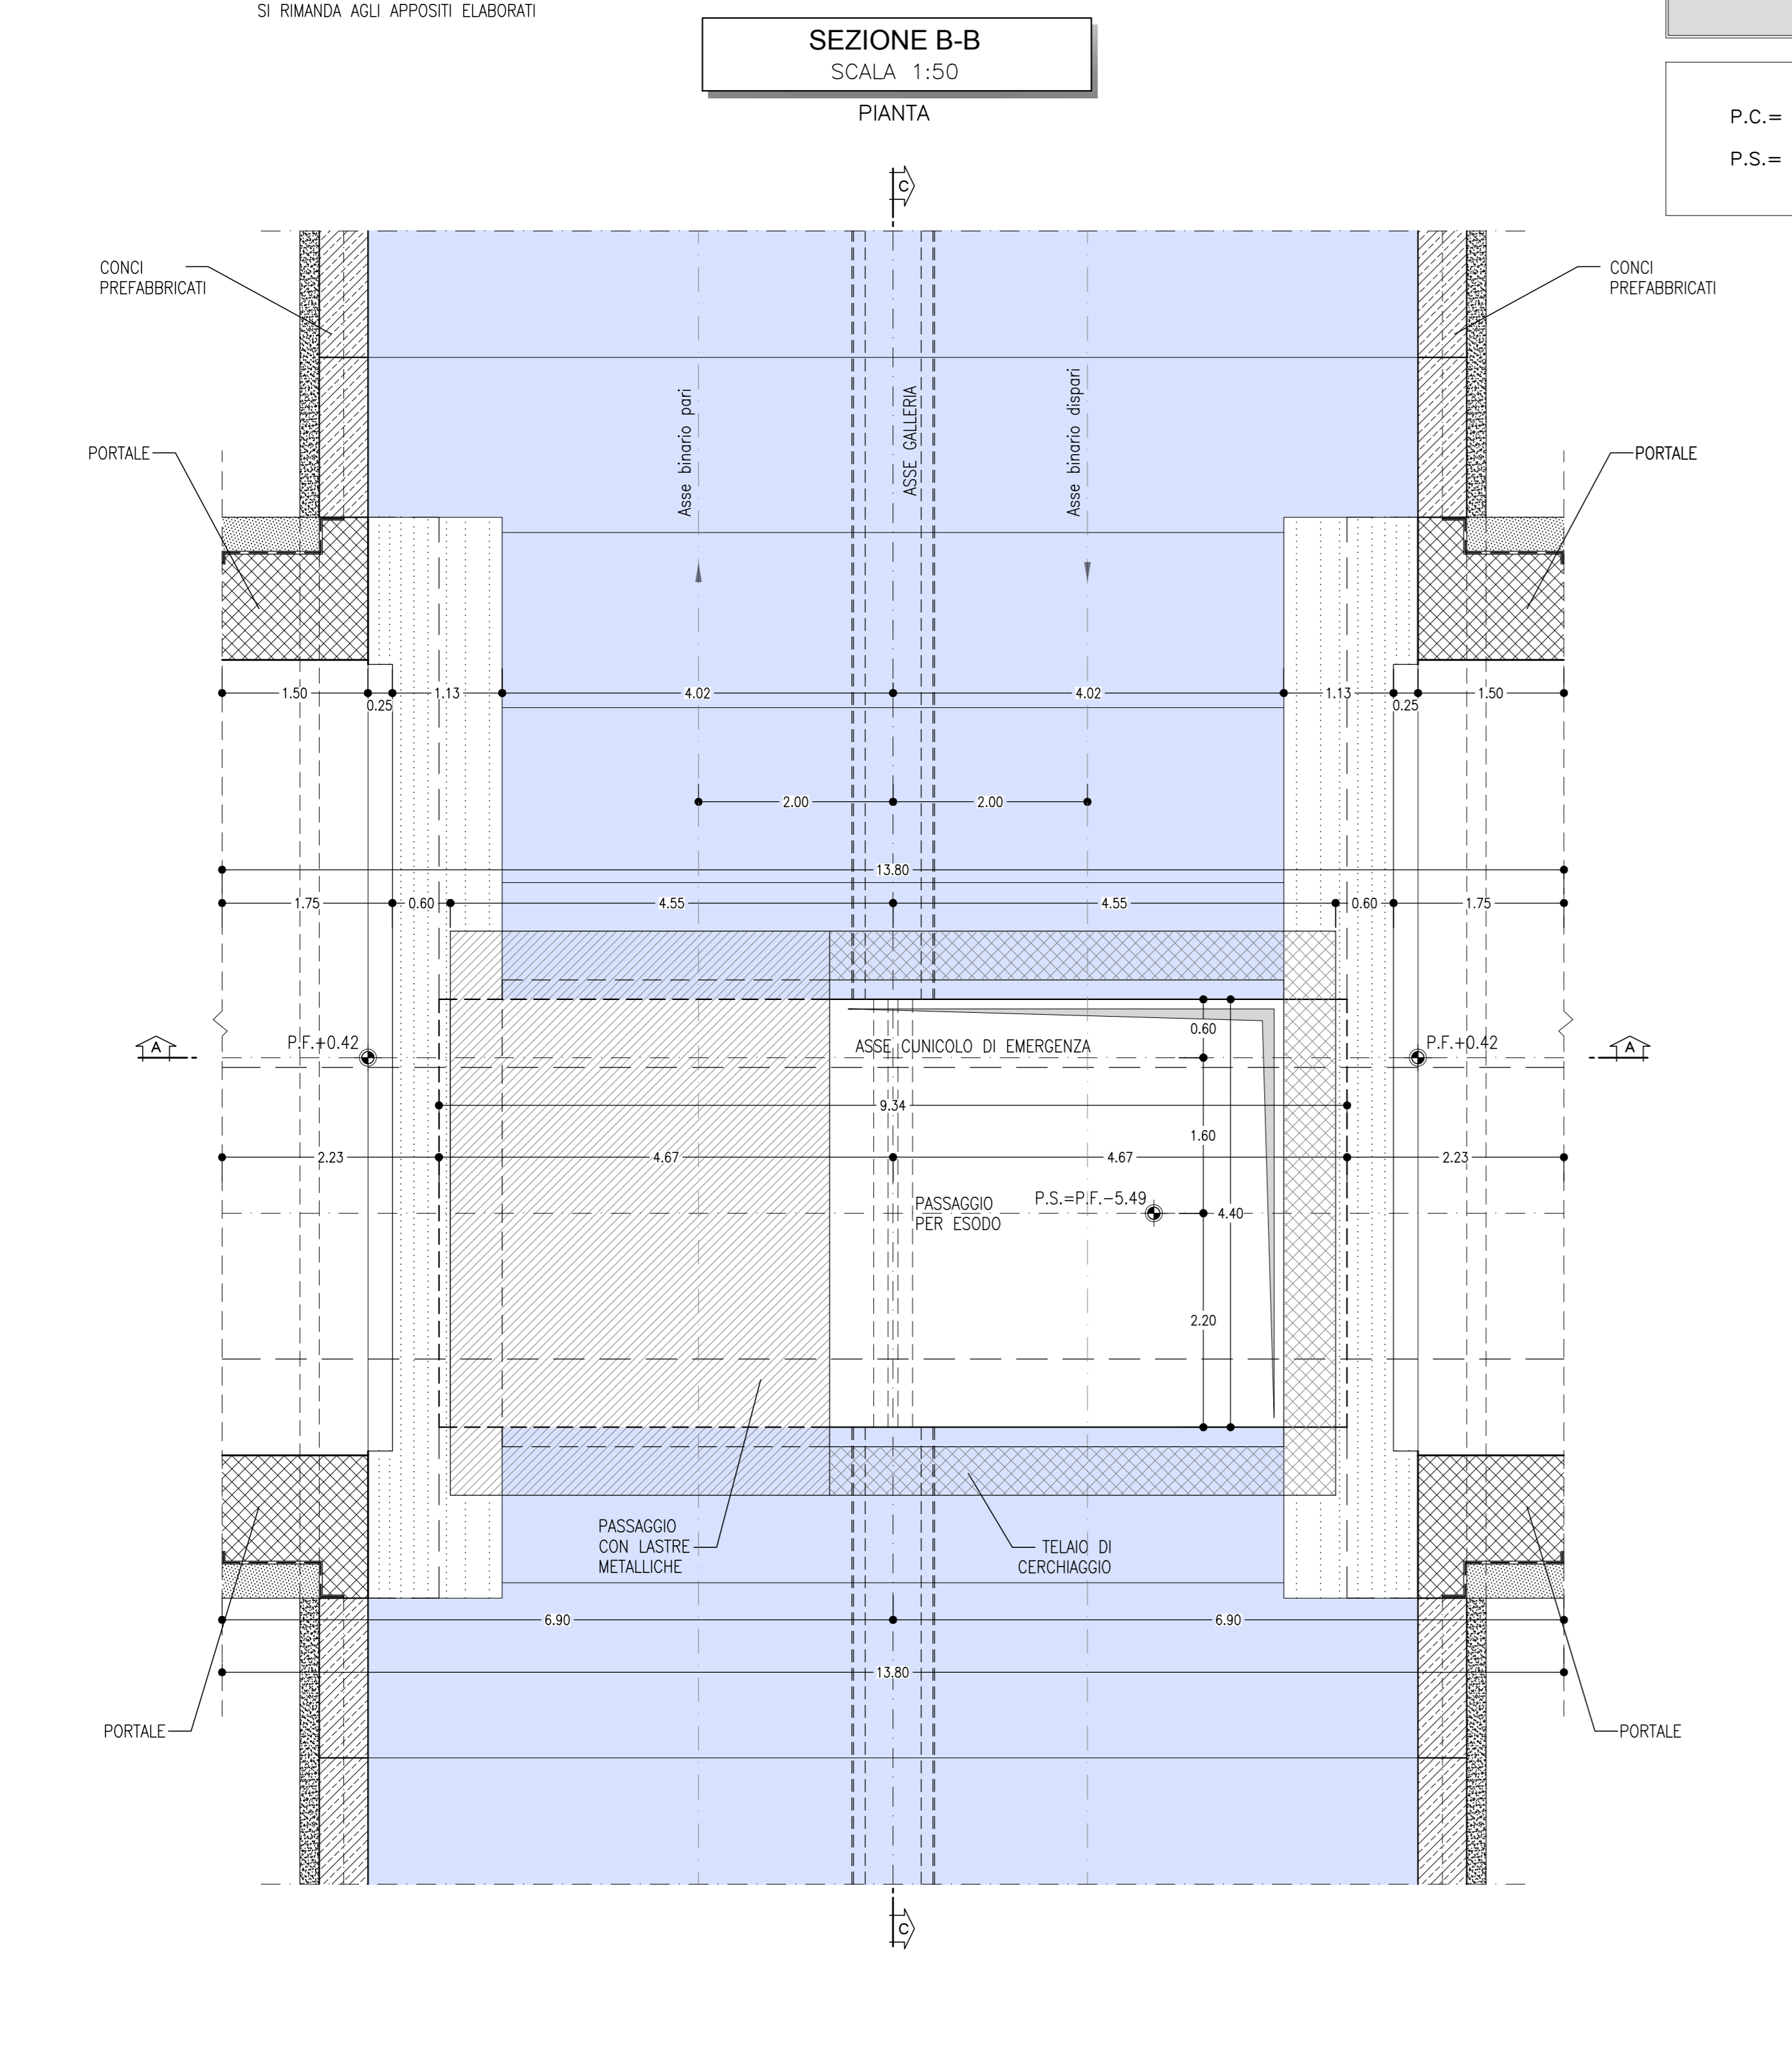 SI RIMANDA AGLI APPOSITI ELABORATI
SEZIONE B-B
SCALA 1:50
PIANTA
P.C.=
P.S.=
C
CONCI
PREFABBRICATI
CONCI
PREFABBRICATI
PORTALE
PORTALE
Asse binario pari
ASSE GALLERIA
Asse binario dispari
1.50
0.25
1.13
4.02
4.02
1.13
0.25
1.50
2.00
2.00
13.80
1.75
0.60
4.55
4.55
0.60
1.75
A
P.F.+0.42
ASSE CUNICOLO DI EMERGENZA
0.60
P.F.+0.42
A
9.34
1.60
2.23
4.67
4.67
2.23
PASSAGGIO
PER ESODO
P.S.=P.F.-5.49
4.40
2.20
PASSAGGIO
CON LASTRE
METALLICHE
TELAIO DI
CERCHIAGGIO
6.90
6.90
13.80
PORTALE
PORTALE
C